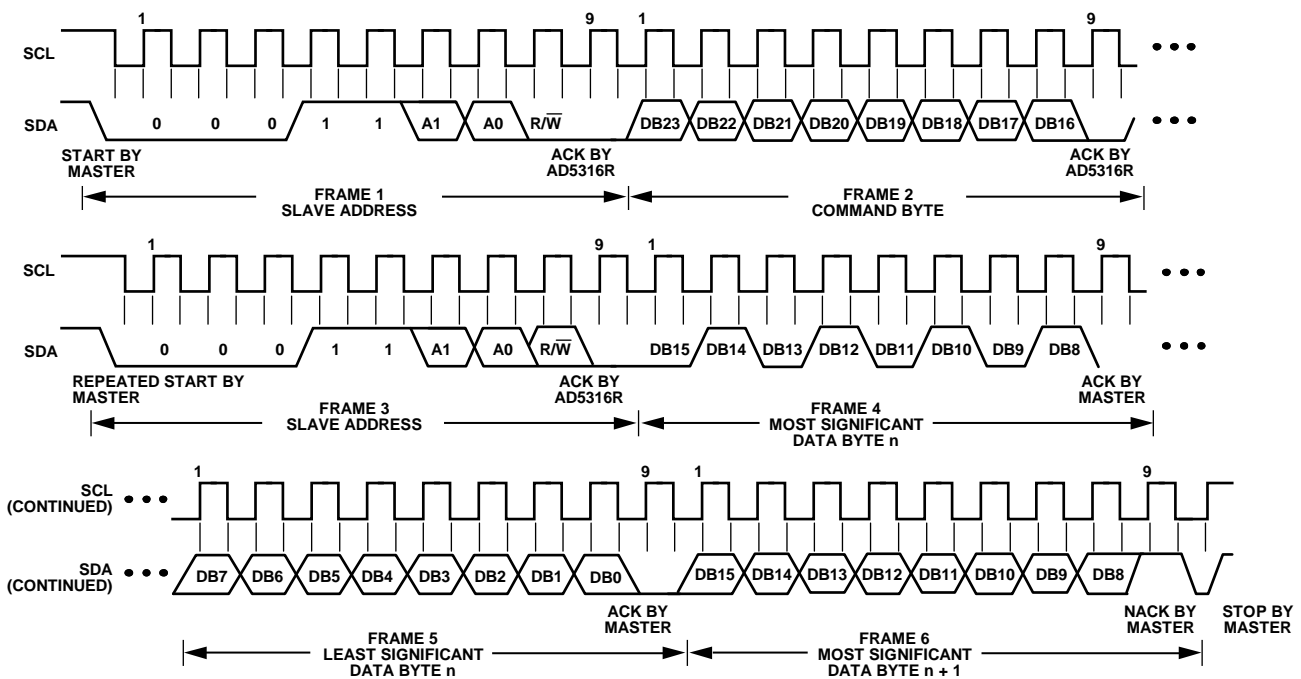 1 9 1 9
SCL
SDA 0 0 0 1 1 A1 A0 R/W DB23 DB22 DB21 DB20 DB19 DB18 DB17 DB16
START BY MASTER
ACK BY AD5316R
ACK BY AD5316R
FRAME 1
SLAVE ADDRESS
FRAME 2
COMMAND BYTE
1 9 1 9
SCL
SDA 0 0 0 1 1 A1 A0 R/W DB15 DB14 DB13 DB12 DB11 DB10 DB9 DB8
REPEATED START BY MASTER
ACK BY AD5316R
ACK BY MASTER
FRAME 3
SLAVE ADDRESS
FRAME 4
MOST SIGNIFICANT
DATA BYTE n
1 9 1 9
SCL
(CONTINUED)
SDA
(CONTINUED)
DB7 DB6 DB5 DB4 DB3 DB2 DB1 DB0 DB15 DB14 DB13 DB12 DB11 DB10 DB9 DB8
ACK BY MASTER
NACK BY MASTER
STOP BY MASTER
FRAME 5
LEAST SIGNIFICANT
DATA BYTE n
FRAME 6
MOST SIGNIFICANT
DATA BYTE n + 1